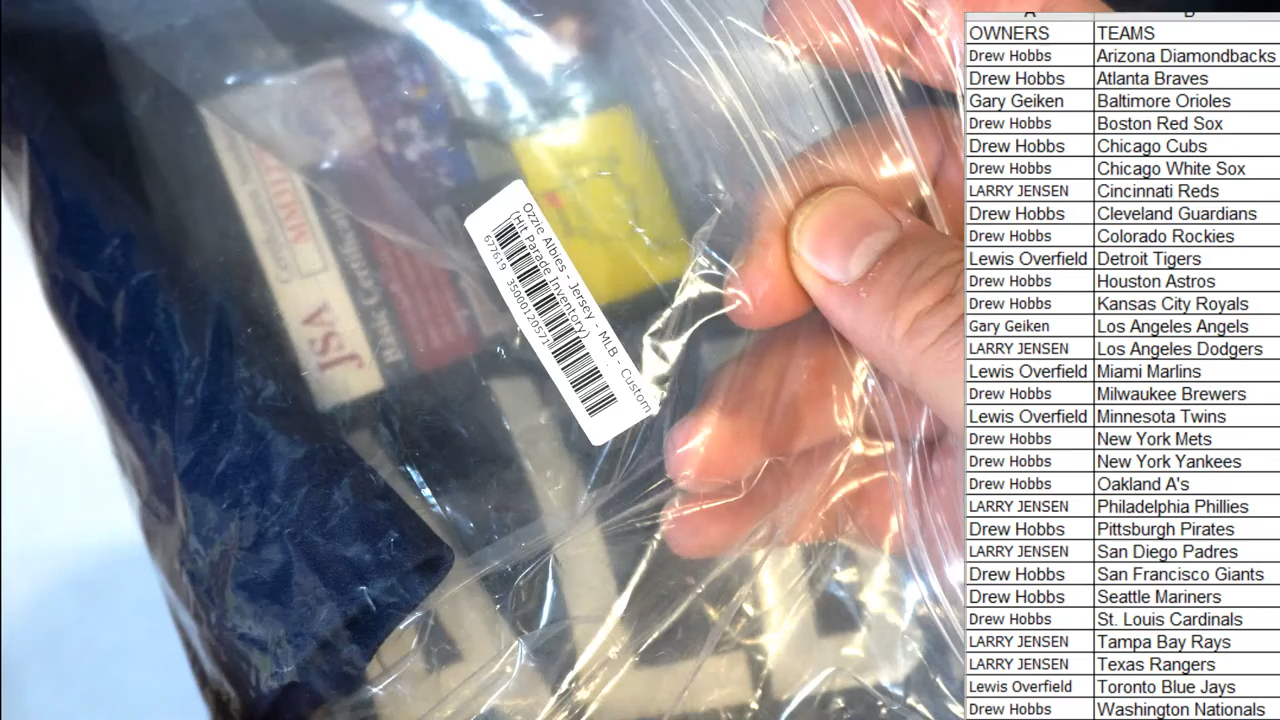 Ozzie Albies - Jersey - MLB - Custom
(Hit Parade Inventory)
677619 35000120571
JSA
A B
OWNERS TEAMS
Drew Hobbs Arizona Diamondbacks
Drew Hobbs Atlanta Braves
Gary Geiken Baltimore Orioles
Drew Hobbs Boston Red Sox
Drew Hobbs Chicago Cubs
Drew Hobbs Chicago White Sox
LARRY JENSEN Cincinnati Reds
Drew Hobbs Cleveland Guardians
Drew Hobbs Colorado Rockies
Lewis Overfield Detroit Tigers
Drew Hobbs Houston Astros
Drew Hobbs Kansas City Royals
Gary Geiken Los Angeles Angels
LARRY JENSEN Los Angeles Dodgers
Lewis Overfield Miami Marlins
Drew Hobbs Milwaukee Brewers
Lewis Overfield Minnesota Twins
Drew Hobbs New York Mets
Drew Hobbs New York Yankees
Drew Hobbs Oakland A's
LARRY JENSEN Philadelphia Phillies
Drew Hobbs Pittsburgh Pirates
LARRY JENSEN San Diego Padres
Drew Hobbs San Francisco Giants
Drew Hobbs Seattle Mariners
Drew Hobbs St. Louis Cardinals
LARRY JENSEN Tampa Bay Rays
LARRY JENSEN Texas Rangers
Lewis Overfield Toronto Blue Jays
Drew Hobbs Washington Nationals